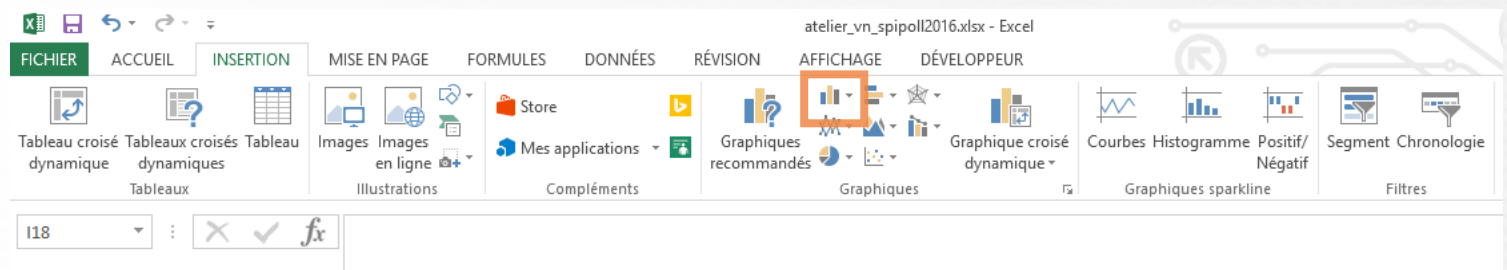 atelier_vn_spipoll2016.xlsx - Excel
FICHIER ACCUEIL INSERTION MISE EN PAGE FORMULES DONNÉES RÉVISION AFFICHAGE DÉVELOPPEUR
Tableau croisé dynamique
Tableaux croisés dynamiques
Tableau
Tableaux
Images
Images en ligne
Illustrations
Store
Mes applications
Compléments
Graphiques recommandés
Graphique croisé dynamique
Graphiques
Courbes
Histogramme
Positif/ Négatif
Graphiques sparkline
Segment
Chronologie
Filtres
I18
fx